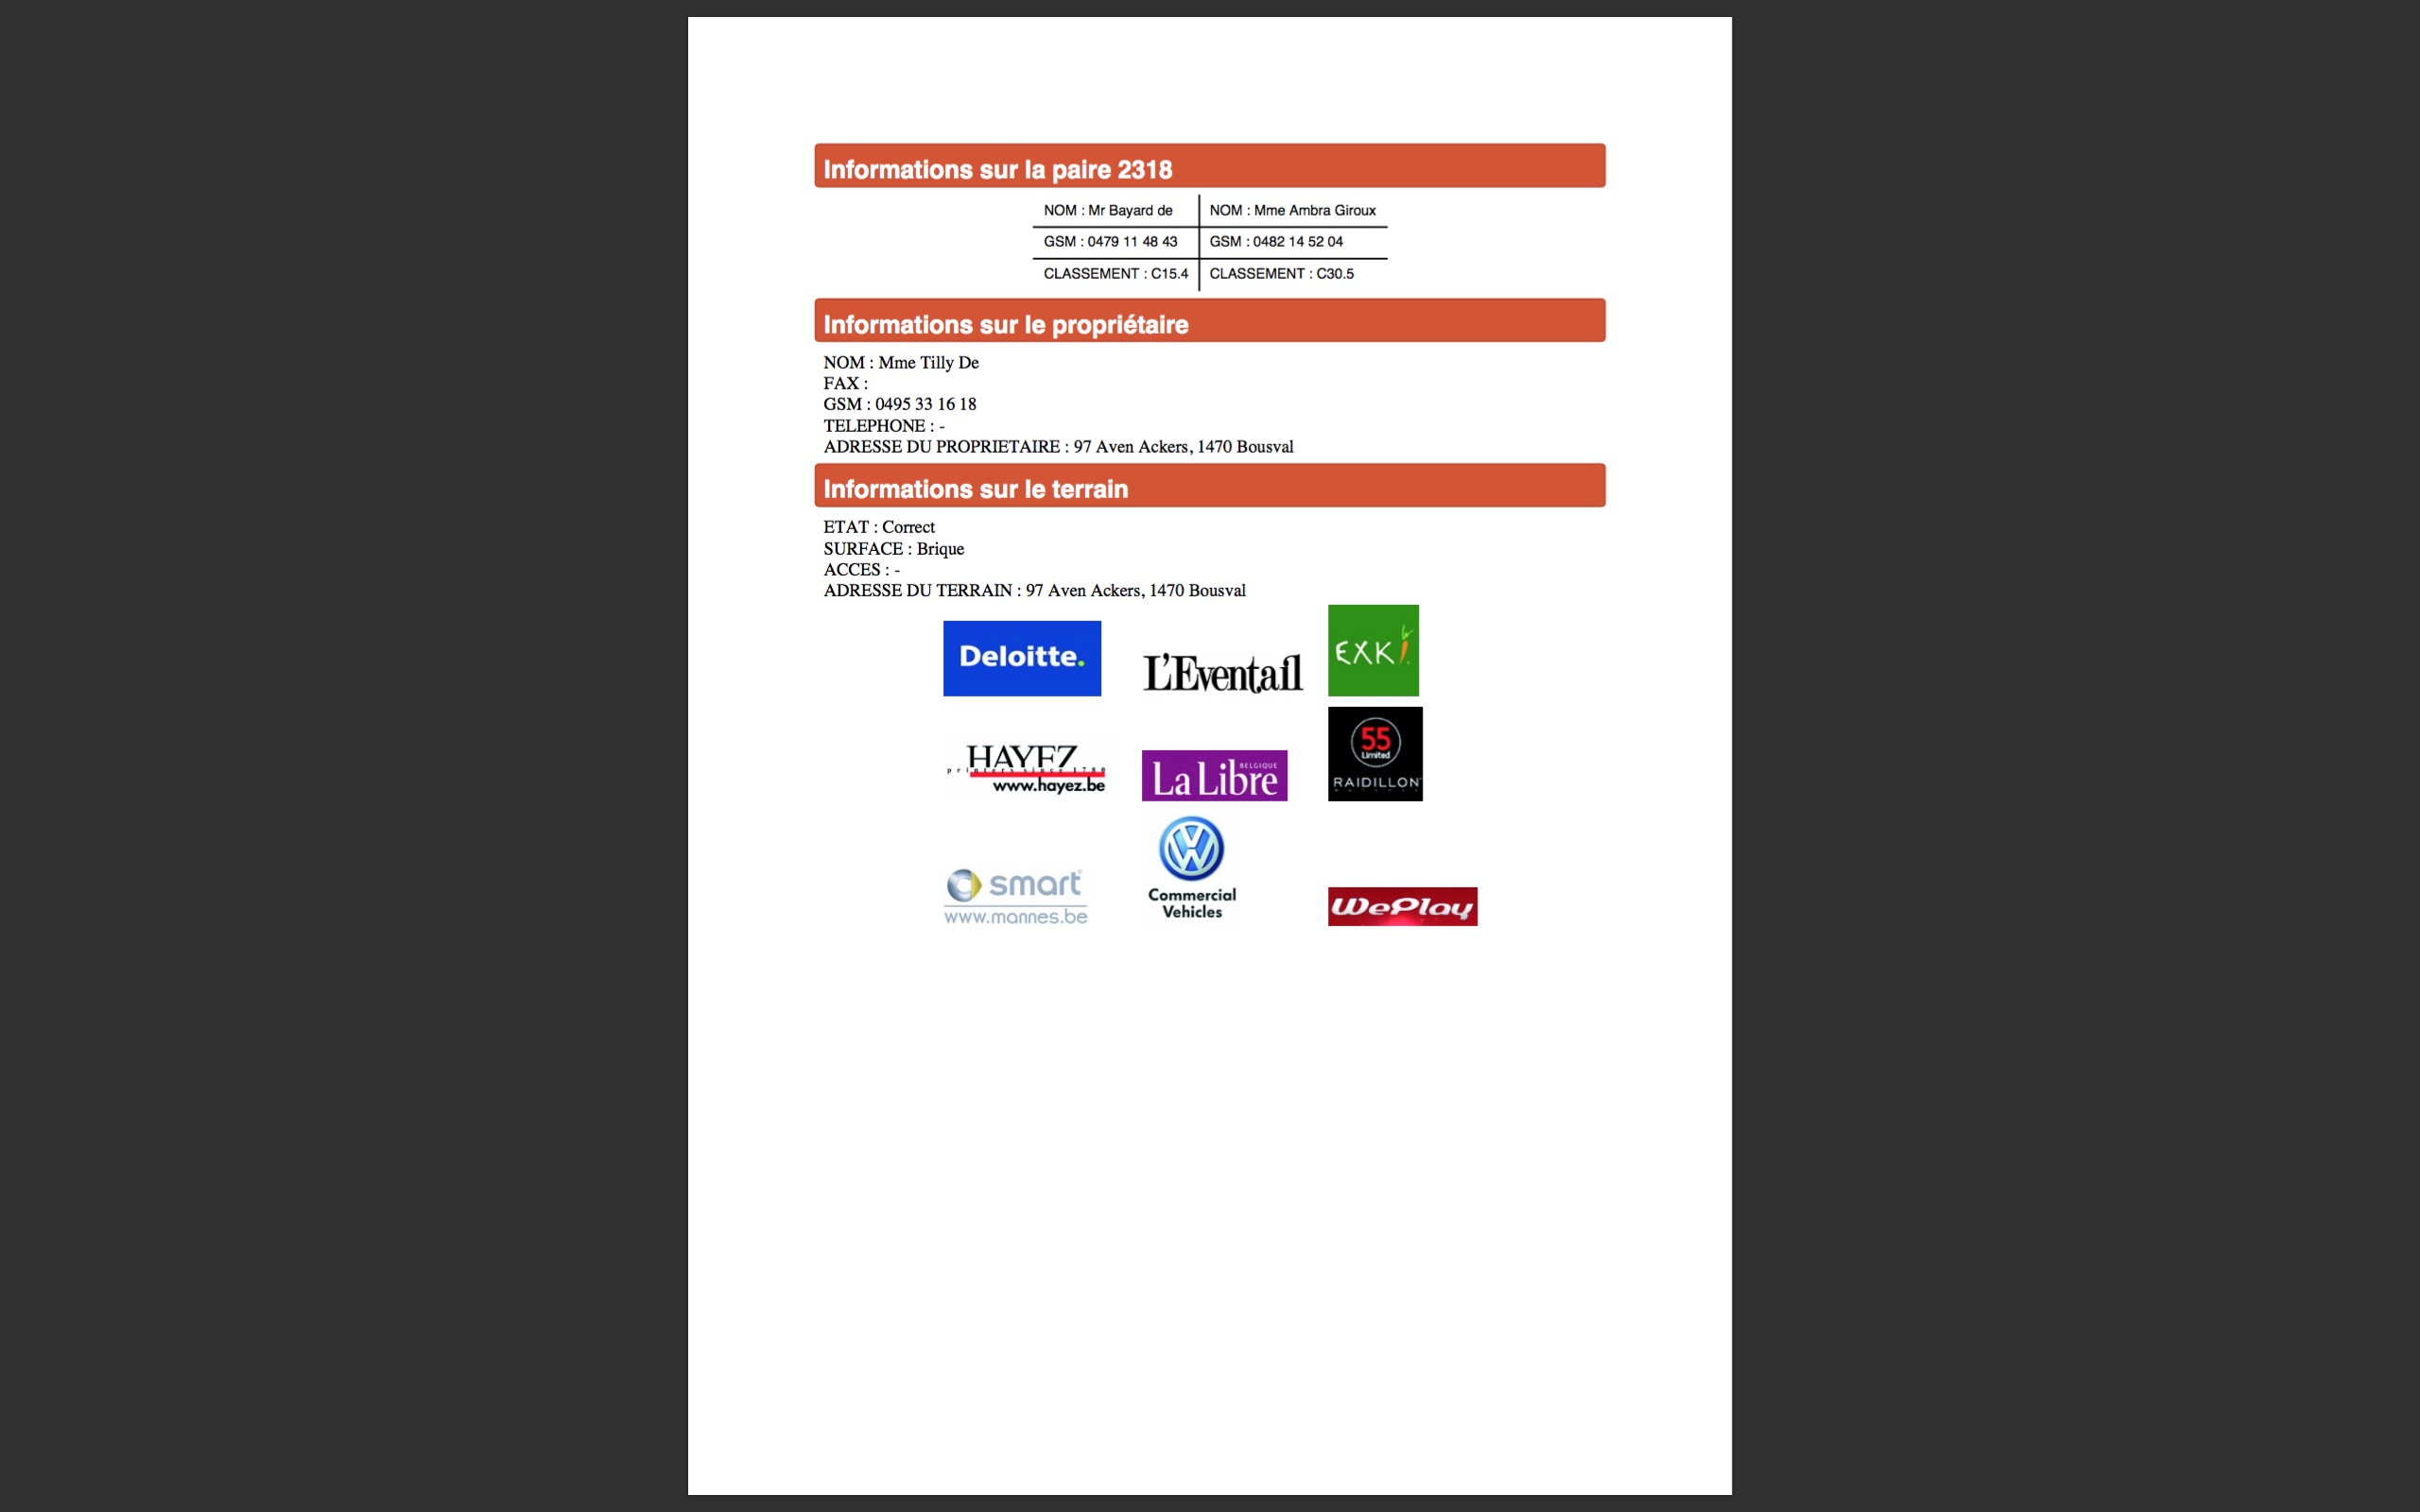 Informations sur la paire 2318
NOM : Mr Bayard de
NOM : Mme Ambra Giroux
GSM : 0479 11 48 43
GSM : 0482 14 52 04
CLASSEMENT : C15.4
CLASSEMENT : C30.5
Informations sur le propriétaire
NOM : Mme Tilly De
FAX :
GSM : 0495 33 16 18
TELEPHONE : -
ADRESSE DU PROPRIETAIRE : 97 Aven Ackers, 1470 Bousval
Informations sur le terrain
ETAT : Correct
SURFACE : Brique
ACCES : -
ADRESSE DU TERRAIN : 97 Aven Ackers, 1470 Bousval
Deloitte.
L'Eventail
EXKi
HAYEZ
printers since 1780
www.hayez.be
BELGIQUE
La Libre
55
Limited
RAIDILLON
smart
www.mannes.be
VW
Commercial
Vehicles
WePlay